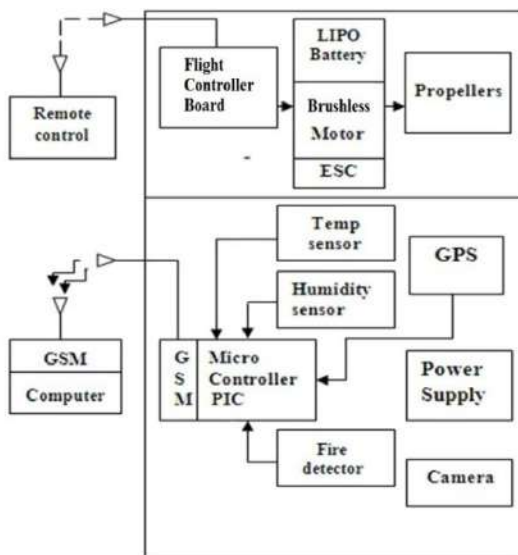 Flight
Controller
Board
LIPO
Battery
Brushless
Motor
ESC
Propellers
Remote
control
Temp
sensor
GPS
Humidity
sensor
GSM
Computer
G
S
M
Micro
Controller
PIC
Power
Supply
Fire
detector
Camera